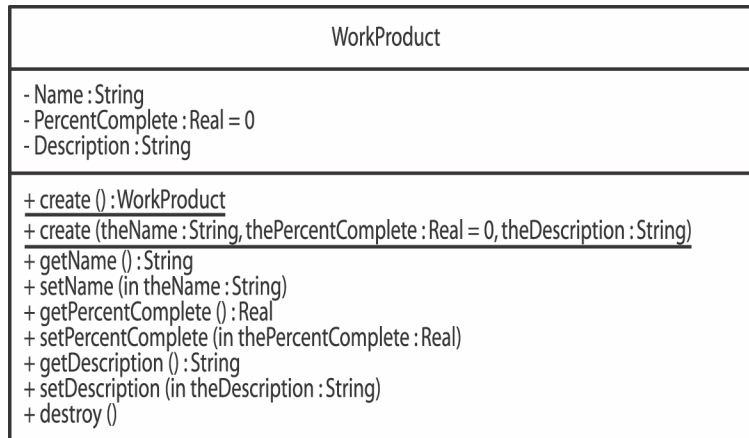 WorkProduct
- Name : String
- PercentComplete : Real = 0
- Description : String
+ create () : WorkProduct
+ create (theName : String, thePercentComplete : Real = 0, theDescription : String)
+ getName () : String
+ setName (in theName : String)
+ getPercentComplete () : Real
+ setPercentComplete (in thePercentComplete : Real)
+ getDescription () : String
+ setDescription (in theDescription : String)
+ destroy ()